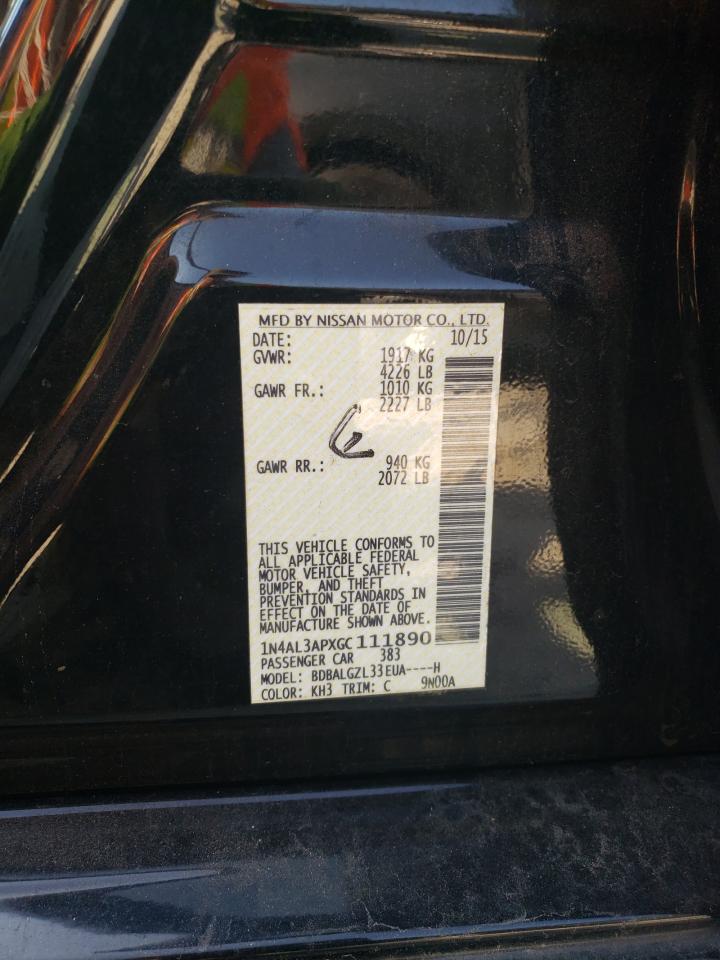 MFD BY NISSAN MOTOR CO., LTD.
DATE: 10/15
GVWR: 1917 KG
4226 LB
GAWR FR.: 1010 KG
2227 LB
GAWR RR.: 940 KG
2072 LB
THIS VEHICLE CONFORMS TO
ALL APPLICABLE FEDERAL
MOTOR VEHICLE SAFETY,
BUMPER, AND THEFT
PREVENTION STANDARDS IN
EFFECT ON THE DATE OF
MANUFACTURE SHOWN ABOVE.
1N4AL3APXGC111890
PASSENGER CAR 383
MODEL: BDBALGZL33EUA----H
COLOR: KH3 TRIM: C 9N00A